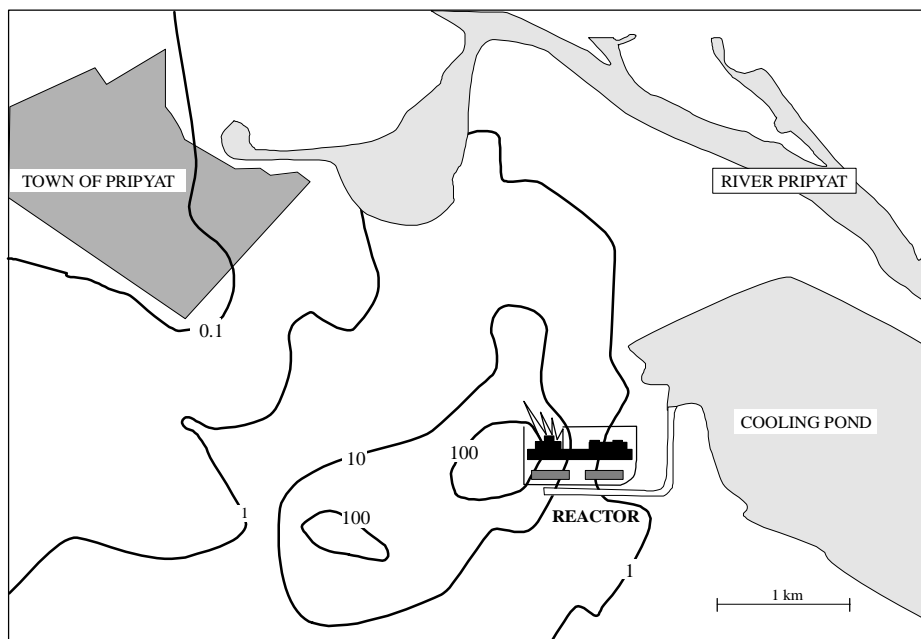 TOWN OF PRIPYAT
RIVER PRIPYAT
0.1
COOLING POND
100
10
1
100
REACTOR
1
1 km